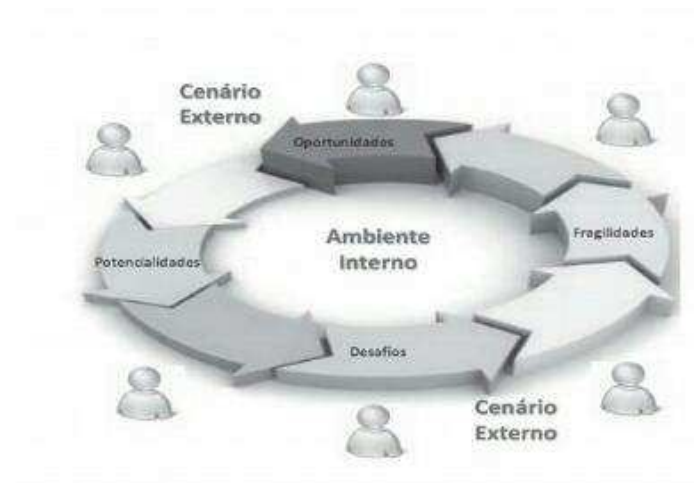 Cenário
Externo
Oportunidades
Fragilidades
Ambiente
Interno
Potencialidades
Desafios
Cenário
Externo